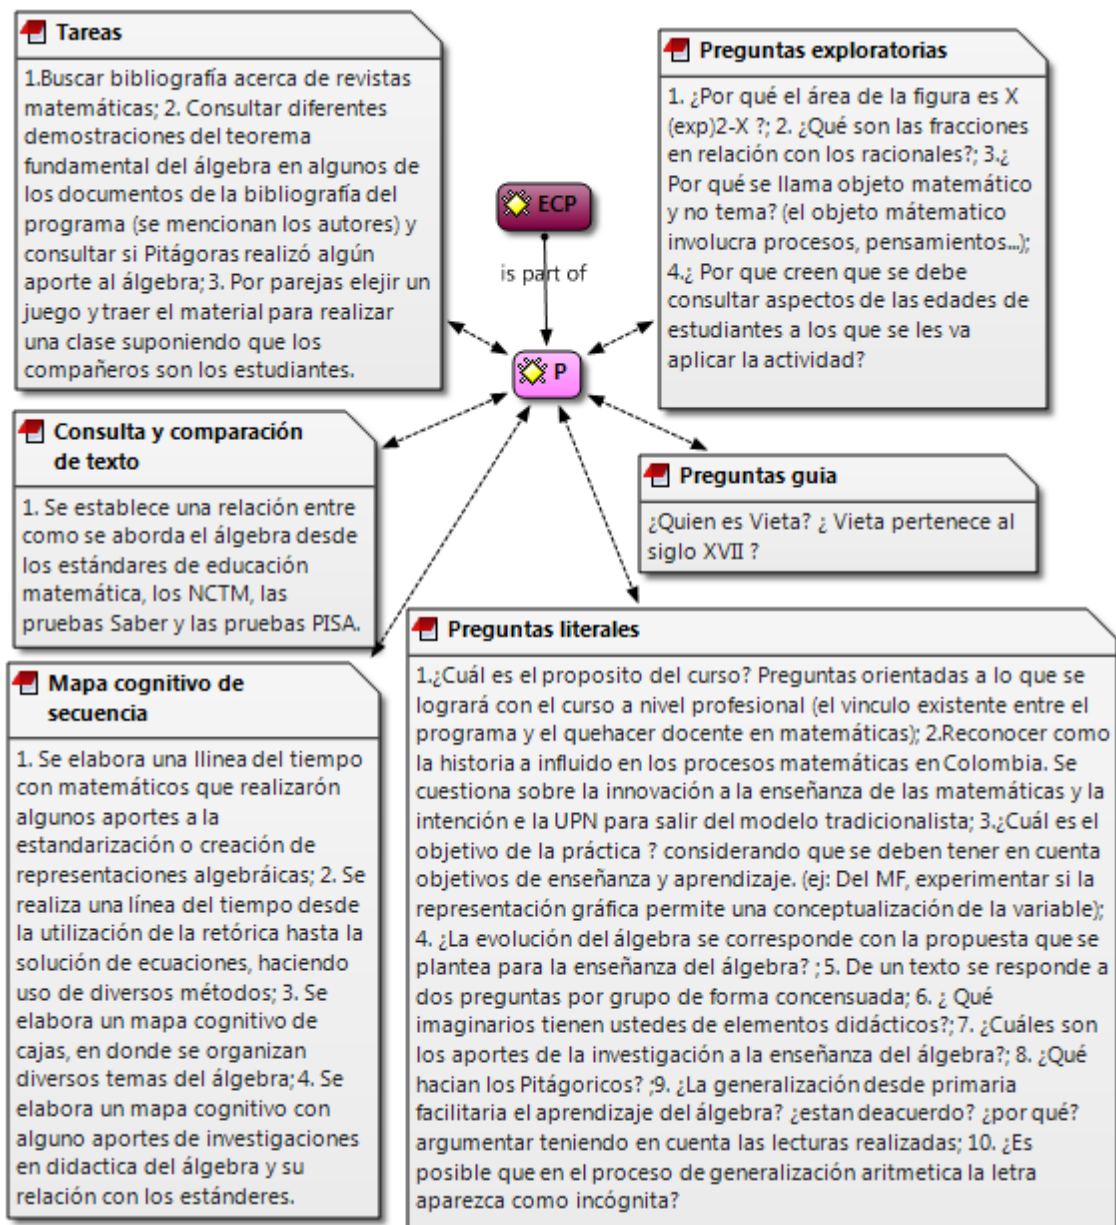 Tareas
1.Buscar bibliografía acerca de revistas
matemáticas; 2. Consultar diferentes
demostraciones del teorema
fundamental del álgebra en algunos de
los documentos de la bibliografía del
programa (se mencionan los autores) y
consultar si Pitágoras realizó algún
aporte al álgebra; 3. Por parejas elejir un
juego y traer el material para realizar
una clase suponiendo que los
compañeros son los estudiantes.
Preguntas exploratorias
1. ¿Por qué el área de la figura es X
(exp)2-X ?; 2. ¿Qué son las fracciones
en relación con los racionales?; 3.¿
Por qué se llama objeto matemático
y no tema? (el objeto mátematico
involucra procesos, pensamientos...);
4.¿ Por que creen que se debe
consultar aspectos de las edades de
estudiantes a los que se les va
aplicar la actividad?
ECP
is part of
P
Consulta y comparación
de texto
1. Se establece una relación entre
como se aborda el álgebra desde
los estándares de educación
matemática, los NCTM, las
pruebas Saber y las pruebas PISA.
Preguntas guia
¿Quien es Vieta? ¿ Vieta pertenece al
siglo XVII ?
Mapa cognitivo de
secuencia
1. Se elabora una llinea del tiempo
con matemáticos que realizarón
algunos aportes a la
estandarización o creación de
representaciones algebráicas; 2. Se
realiza una línea del tiempo desde
la utilización de la retórica hasta la
solución de ecuaciones, haciendo
uso de diversos métodos; 3. Se
elabora un mapa cognitivo de
cajas, en donde se organizan
diversos temas del álgebra; 4. Se
elabora un mapa cognitivo con
alguno aportes de investigaciones
en didactica del álgebra y su
relación con los estánderes.
Preguntas literales
1.¿Cuál es el proposito del curso? Preguntas orientadas a lo que se
logrará con el curso a nivel profesional (el vinculo existente entre el
programa y el quehacer docente en matemáticas); 2.Reconocer como
la historia a influido en los procesos matemáticas en Colombia. Se
cuestiona sobre la innovación a la enseñanza de las matemáticas y la
intención e la UPN para salir del modelo tradicionalista; 3.¿Cuál es el
objetivo de la práctica ? considerando que se deben tener en cuenta
objetivos de enseñanza y aprendizaje. (ej: Del MF, experimentar si la
representación gráfica permite una conceptualización de la variable);
4. ¿La evolución del álgebra se corresponde con la propuesta que se
plantea para la enseñanza del álgebra? ; 5. De un texto se responde a
dos preguntas por grupo de forma concensuada; 6. ¿ Qué
imaginarios tienen ustedes de elementos didácticos?; 7. ¿Cuáles son
los aportes de la investigación a la enseñanza del álgebra?; 8. ¿Qué
hacian los Pitágoricos? ;9. ¿La generalización desde primaria
facilitaria el aprendizaje del álgebra? ¿estan deacuerdo? ¿por qué?
argumentar teniendo en cuenta las lecturas realizadas; 10. ¿Es
posible que en el proceso de generalización aritmetica la letra
aparezca como incógnita?